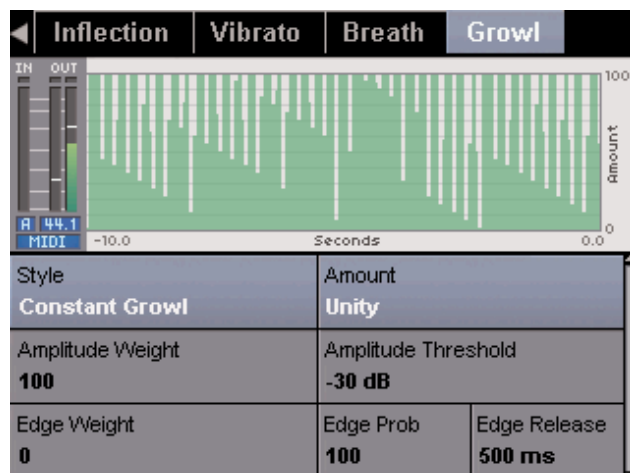 Inflection Vibrato Breath Growl
IN OUT
100
Amount
0
A 44.1
MIDI
-10.0 Seconds 0.0
Style Amount
Constant Growl Unity
Amplitude Weight Amplitude Threshold
100 -30 dB
Edge Weight Edge Prob Edge Release
0 100 500 ms